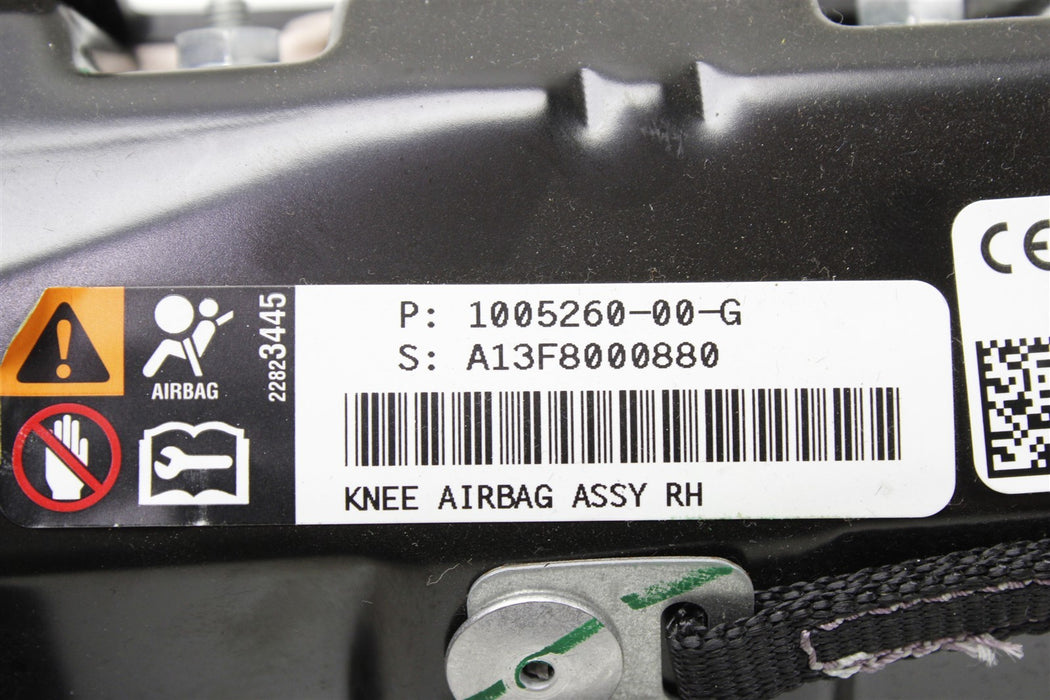 P: 1005260-00-G
S: A13F8000880
AIRBAG
22823445
KNEE AIRBAG ASSY RH
CE